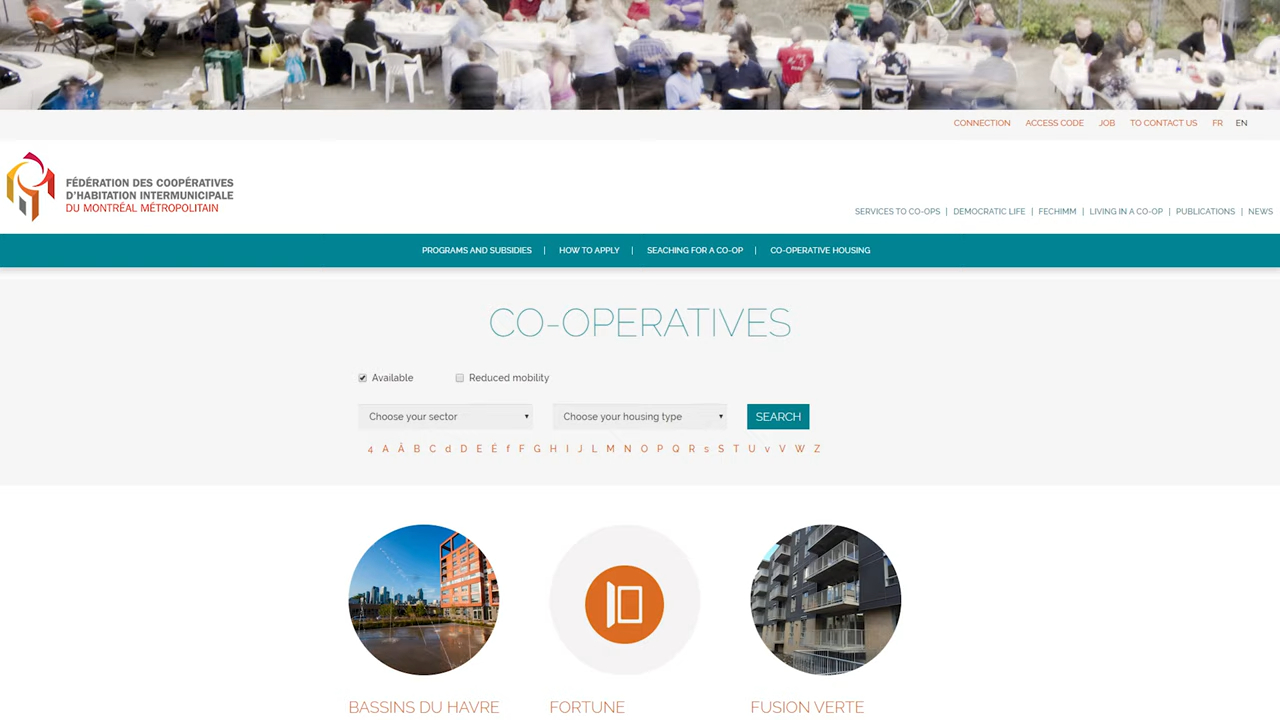 CONNECTION ACCESS CODE JOB TO CONTACT US FR EN
FÉDÉRATION DES COOPÉRATIVES
D'HABITATION INTERMUNICIPALE
DU MONTRÉAL MÉTROPOLITAIN
SERVICES TO CO-OPS | DEMOCRATIC LIFE | FECHIMM | LIVING IN A CO-OP | PUBLICATIONS | NEWS
PROGRAMS AND SUBSIDIES | HOW TO APPLY | SEACHING FOR A CO-OP | CO-OPERATIVE HOUSING
CO-OPERATIVES
Available Reduced mobility
Choose your sector Choose your housing type SEARCH
4 A Â B C d D E É f F G H I J L M N O P Q R s S T U v V W Z
BASSINS DU HAVRE FORTUNE FUSION VERTE